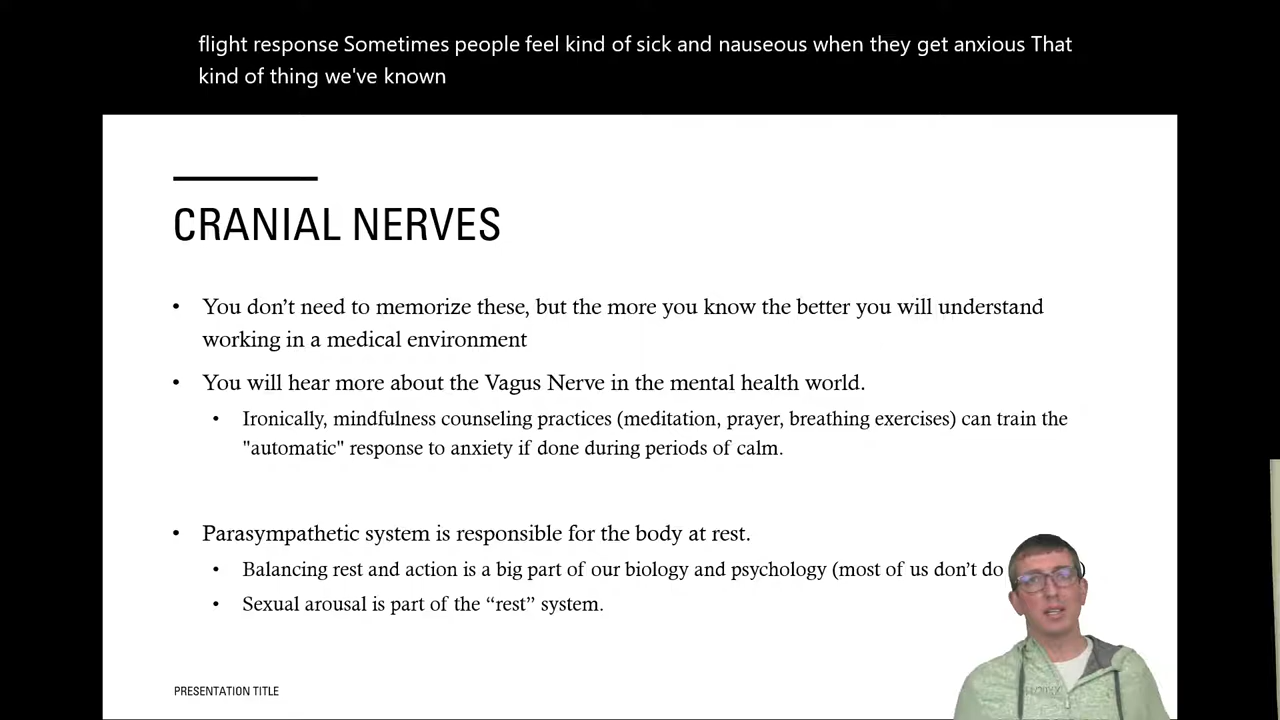 flight response Sometimes people feel kind of sick and nauseous when they get anxious That
kind of thing we've known
CRANIAL NERVES
• You don't need to memorize these, but the more you know the better you will understand
working in a medical environment
• You will hear more about the Vagus Nerve in the mental health world.
• Ironically, mindfulness counseling practices (meditation, prayer, breathing exercises) can train the
"automatic" response to anxiety if done during periods of calm.
• Parasympathetic system is responsible for the body at rest.
• Balancing rest and action is a big part of our biology and psychology (most of us don't do )
• Sexual arousal is part of the “rest” system.
PRESENTATION TITLE